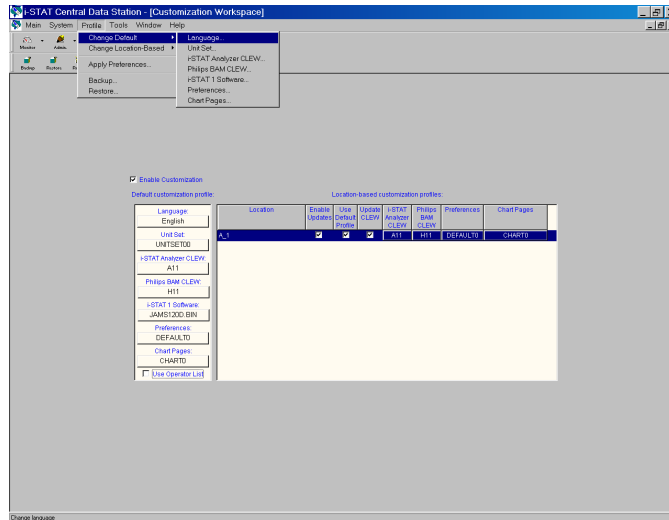 i-STAT Central Data Station - [Customization Workspace]
Main System Profile Tools Window Help
Monitor Admin.
Backup Restore
Change Default
Change Location-Based
Apply Preferences...
Backup...
Restore...
Language...
Unit Set...
i-STAT Analyzer CLEW...
Philips BAM CLEW...
i-STAT 1 Software...
Preferences...
Chart Pages...
Enable Customization
Default customization profile:
Language:
English
Unit Set:
UNITSET00
i-STAT Analyzer CLEW:
A11
Philips BAM CLEW:
H11
i-STAT 1 Software:
JAMS120D.BIN
Preferences:
DEFAULT0
Chart Pages:
CHART0
Use Operator List
Location-based customization profiles:
Location Enable Updates Use Default Profile Update CLEW i-STAT Analyzer CLEW Philips BAM CLEW Preferences Chart Pages
A_1 A11 H11 DEFAULT0 CHART0
Change language